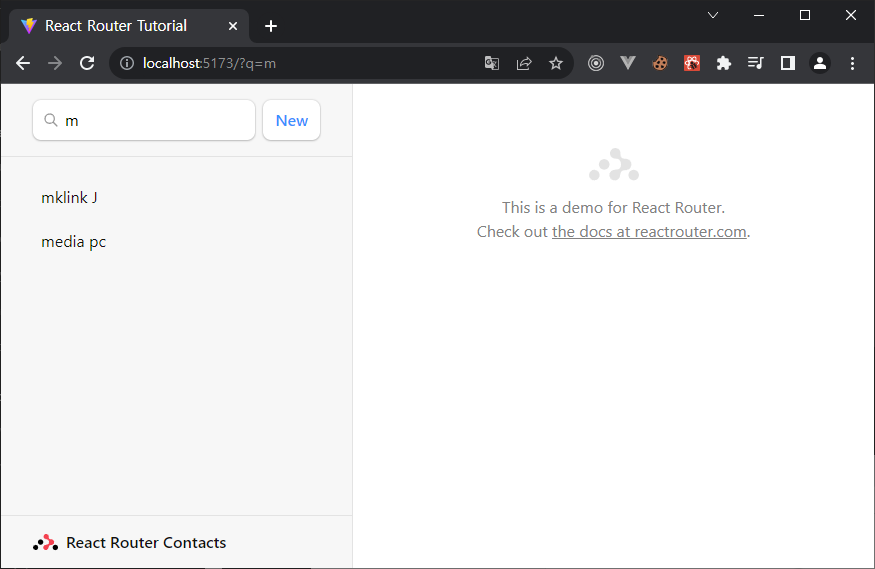 React Router Tutorial
localhost:5173/?q=m
m
New
mklink J
media pc
This is a demo for React Router.
Check out the docs at reactrouter.com.
React Router Contacts